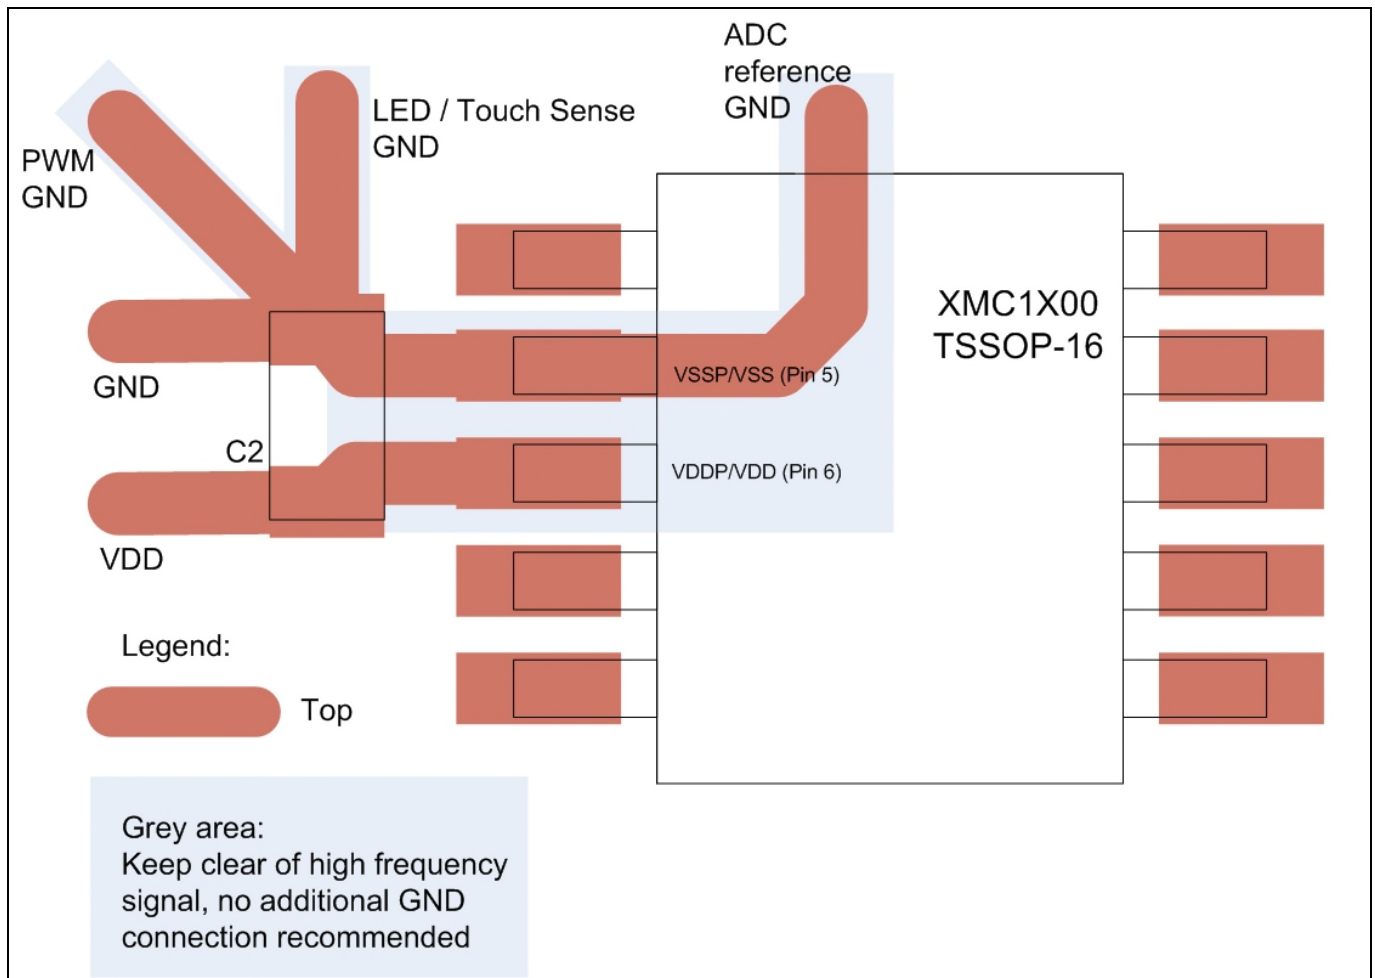 ADC
reference
GND
LED / Touch Sense
GND
PWM
GND
XMC1X00
TSSOP-16
VSSP/VSS (Pin 5)
GND
C2
VDDP/VDD (Pin 6)
VDD
Legend:
Top
Grey area:
Keep clear of high frequency
signal, no additional GND
connection recommended